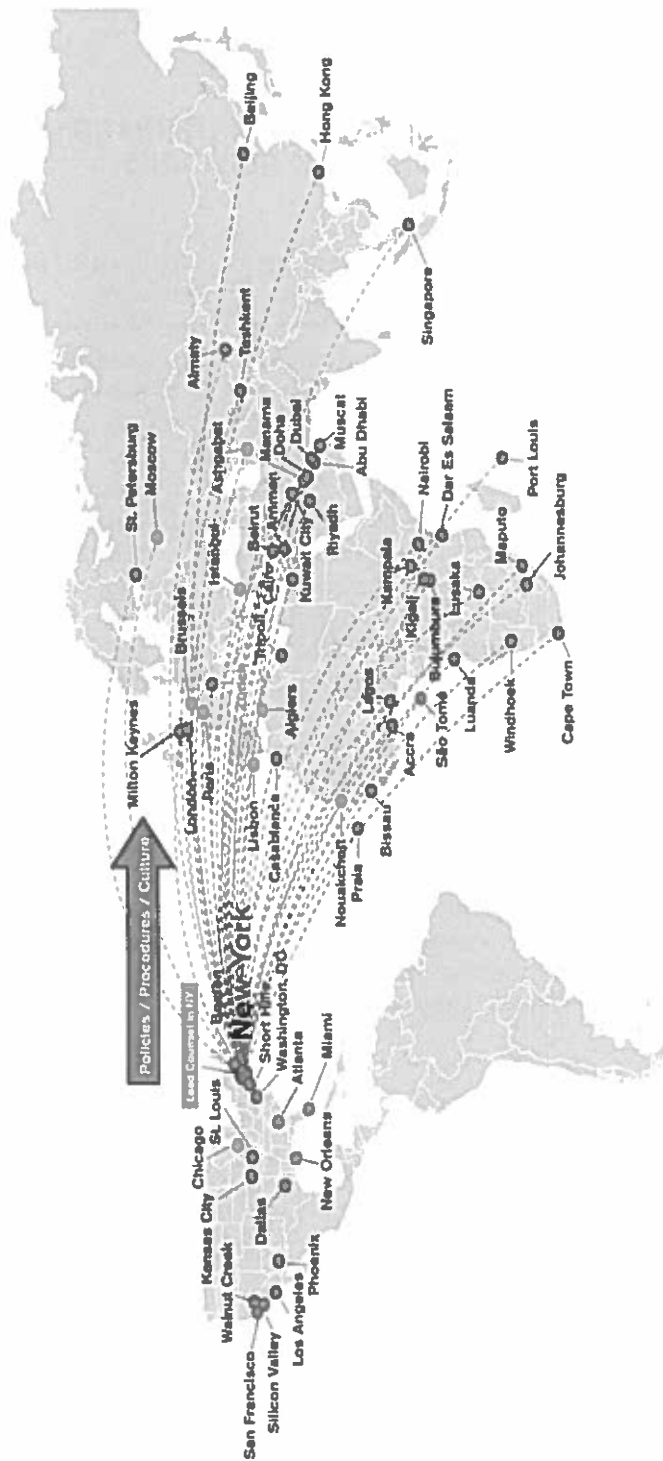 Policies / Procedures / Culture
Lead Counsel in NY
San Francisco
Silicon Valley
Walnut Creek
Los Angeles
Phoenix
Kansas City
Dallas
Chicago
St. Louis
New Orleans
Atlanta
Miami
Boston
New York
Short Hills
Washington, DC
Milton Keynes
London
Paris
Brussels
Zurich
Lisbon
Casablanca
Algiers
Nouakchott
Praia
Bissau
St. Petersburg
Moscow
Istanbul
Tripoli
Cairo
Beirut
Amman
Kuwait City
Riyadh
Ashgabat
Manama
Doha
Dubai
Muscat
Abu Dhabi
Almaty
Tashkent
Beijing
Hong Kong
Singapore
Lagos
Accra
São Tomé
Luanda
Windhoek
Cape Town
Kampala
Kigali
Bujumbura
Lusaka
Nairobi
Dar Es Salaam
Port Louis
Maputo
Johannesburg